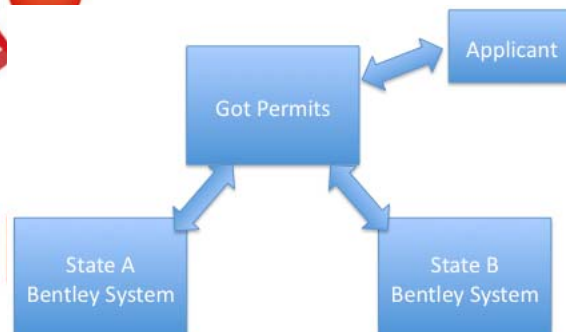 Applicant
Got Permits
State A
Bentley System
State B
Bentley System